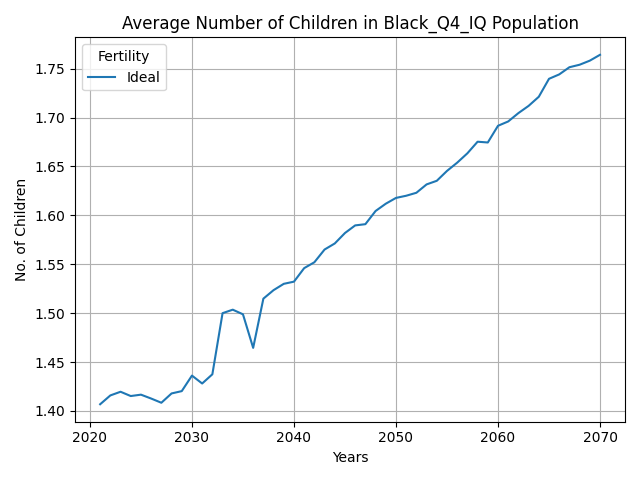 Average Number of Children in Black_Q4_IQ Population
Fertility
Ideal
No. of Children
1.75
1.70
1.65
1.60
1.55
1.50
1.45
1.40
2020 2030 2040 2050 2060 2070
Years